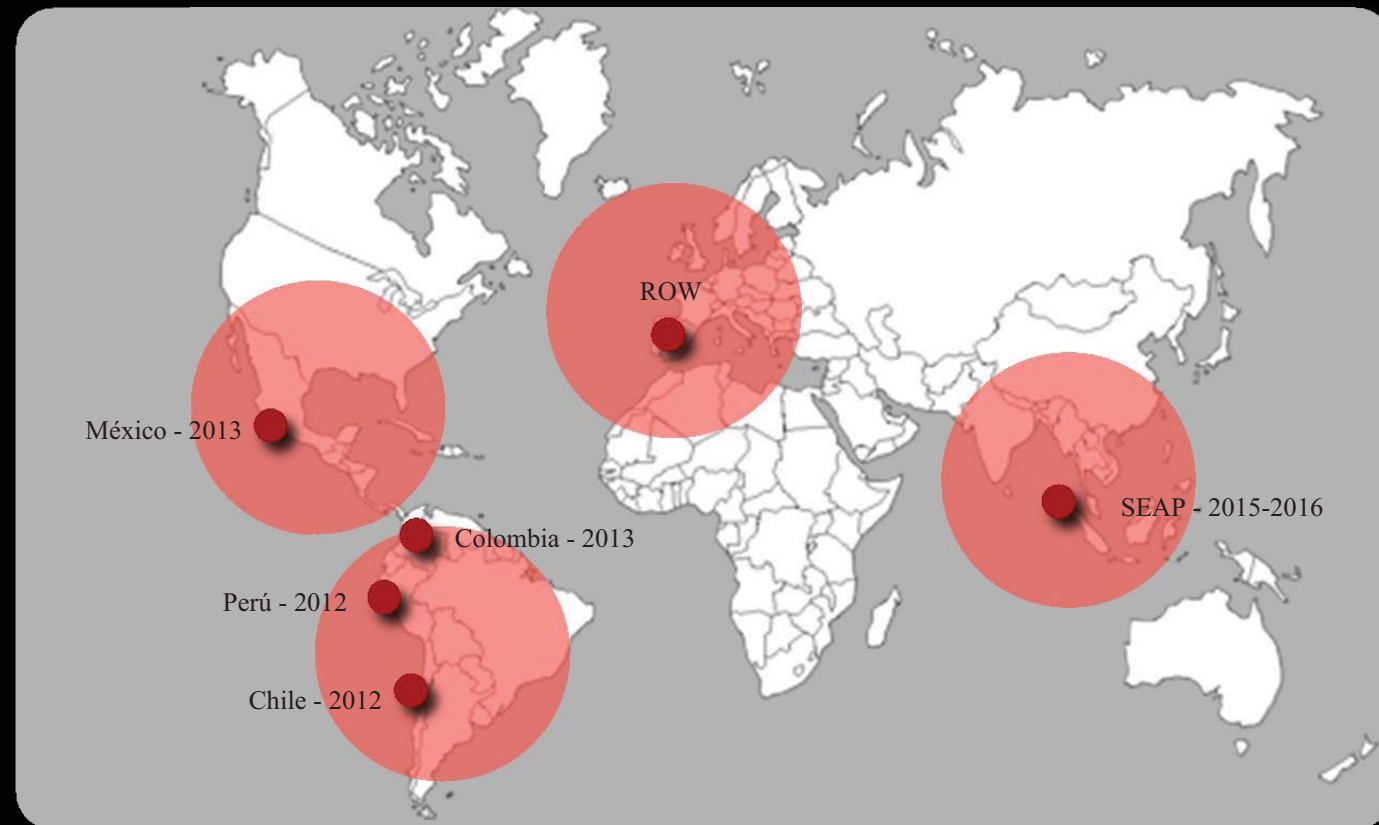 ROW
México - 2013
SEAP - 2015-2016
Colombia - 2013
Perú - 2012
Chile - 2012